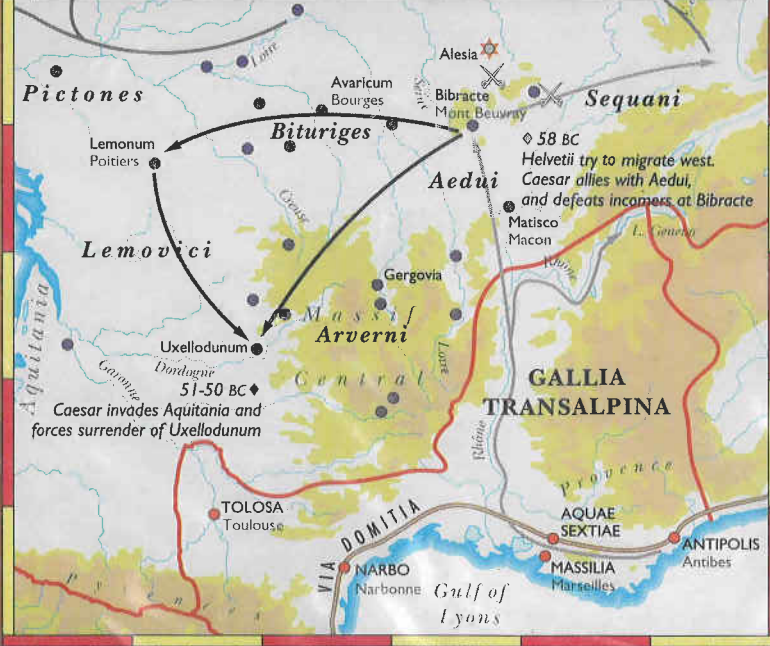 Loire
Alesia
Seine
Pictones
Avaricum
Bourges
Bibracte
Mont Beuvray
Sequani
Bituriges
Lemonum
Poitiers
58 BC
Helvetii try to migrate west.
Caesar allies with Aedui,
and defeats incomers at Bibracte
Aedui
Creuse
Matisco
Macon
Lemovici
L. Geneva
Rhône
Gergovia
Aquitania
Massif
Arverni
Uxellodunum
Loire
Dordogne
Garonne
Central
51-50 BC
Caesar invades Aquitania and
forces surrender of Uxellodunum
GALLIA
TRANSALPINA
Rhône
Provence
TOLOSA
Toulouse
VIA DOMITIA
AQUAE
SEXTIAE
ANTIPOLIS
Antibes
MASSILIA
Marseilles
NARBO
Narbonne
Pyrenees
Gulf of
Lyons